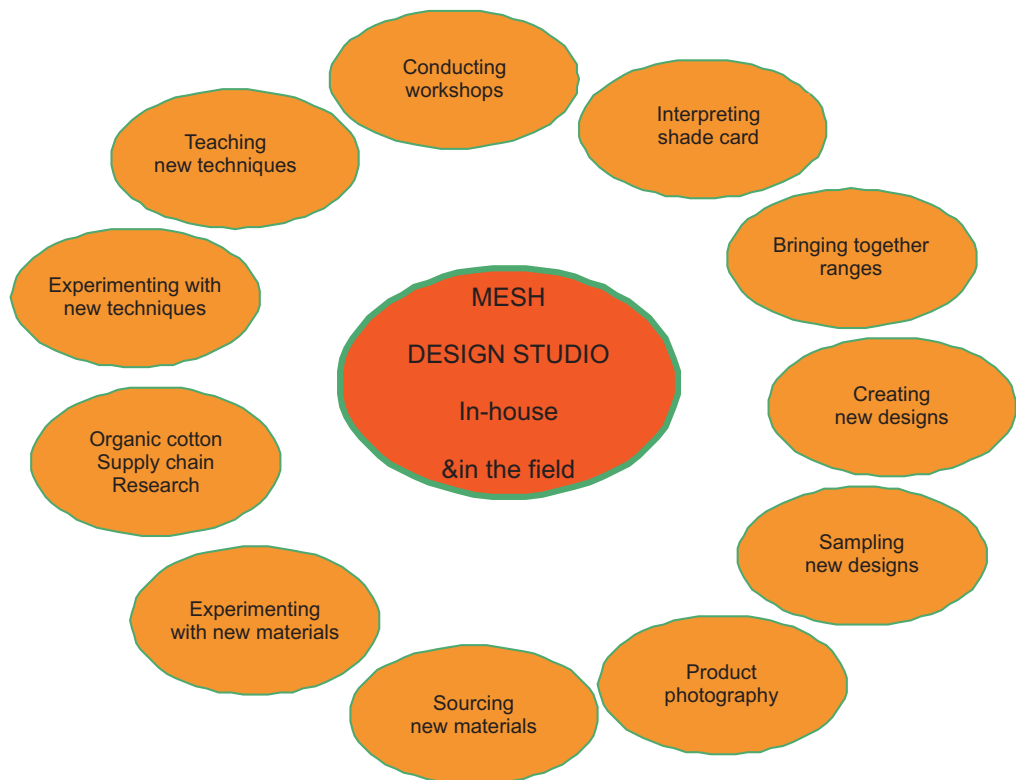 Conducting
workshops
Interpreting
shade card
Bringing together
ranges
Creating
new designs
Sampling
new designs
Product
photography
Sourcing
new materials
Experimenting
with new materials
Organic cotton
Supply chain
Research
Experimenting with
new techniques
Teaching
new techniques
MESH
DESIGN STUDIO
In-house
&in the field